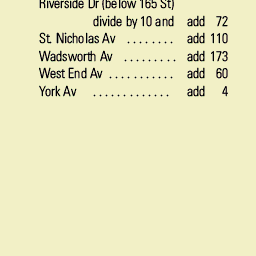 Riverside Dr (below 165 St)
divide by 10 and add 72
St. Nicholas Av ........ add 110
Wadsworth Av ......... add 173
West End Av ........... add 60
York Av ............. add 4